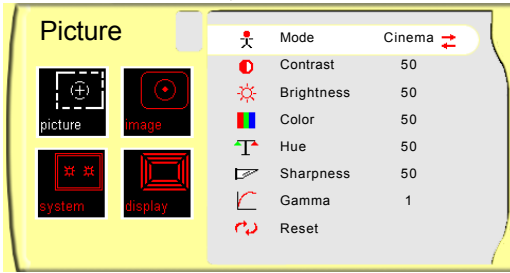 Picture
picture
image
system
display
Mode Cinema
Contrast 50
Brightness 50
Color 50
Hue 50
Sharpness 50
Gamma 1
Reset